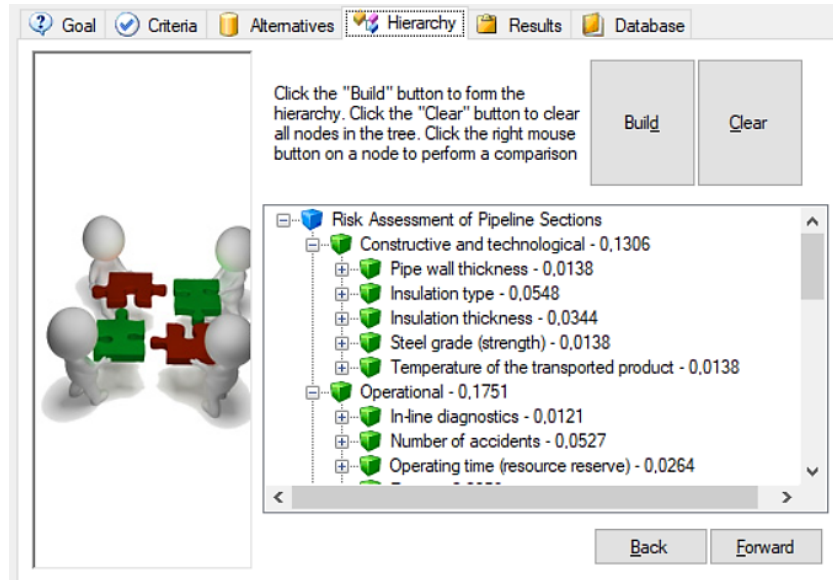 Goal Criteria Alternatives Hierarchy Results Database
Click the "Build" button to form the
hierarchy. Click the "Clear" button to clear
all nodes in the tree. Click the right mouse
button on a node to perform a comparison
Build Clear
Risk Assessment of Pipeline Sections
Constructive and technological - 0,1306
Pipe wall thickness - 0,0138
Insulation type - 0,0548
Insulation thickness - 0,0344
Steel grade (strength) - 0,0138
Temperature of the transported product - 0,0138
Operational - 0,1751
In-line diagnostics - 0,0121
Number of accidents - 0,0527
Operating time (resource reserve) - 0,0264
Back Forward